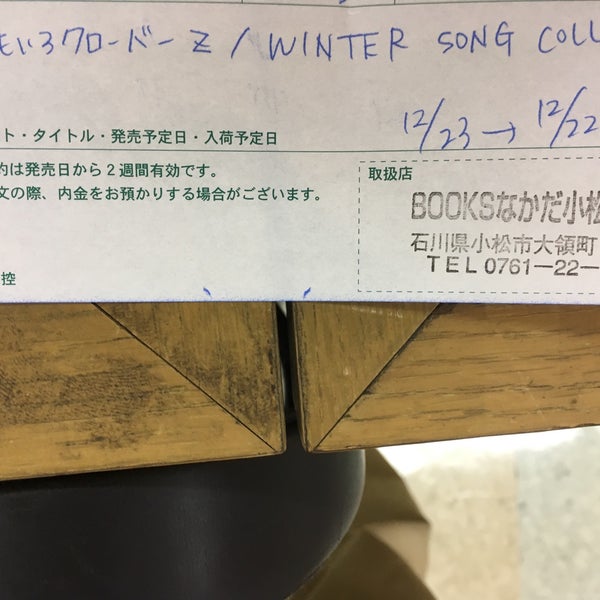 もいろクローバーZ / WINTER SONG COLL
12/23 → 12/22
ト・タイトル・発売予定日・入荷予定日
約は発売日から2週間有効です。
文の際、内金をお預かりする場合がございます。
取扱店
BOOKSなかだ小松
石川県小松市大領町
TEL 0761-22-
控